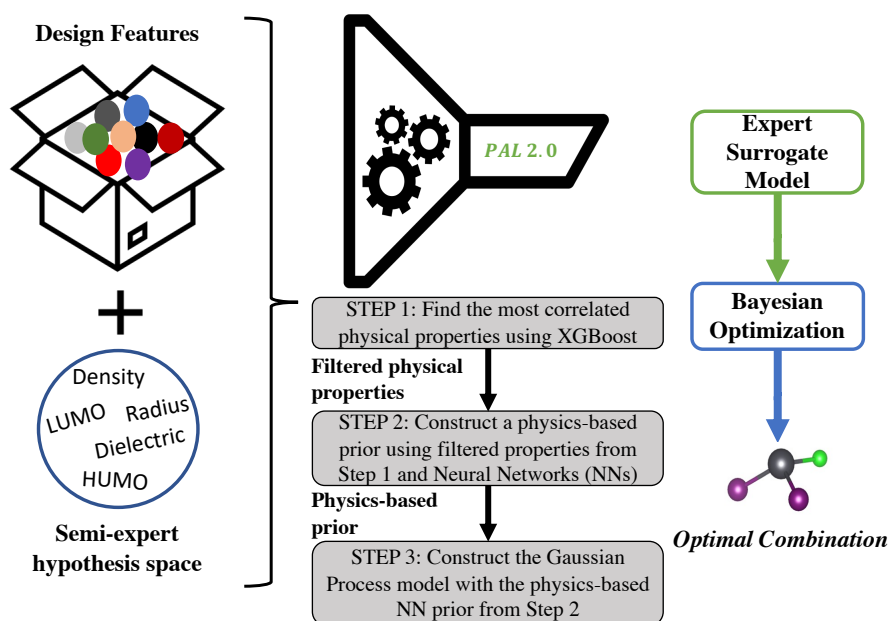 Design Features
Density
LUMO
Radius
Dielectric
HUMO
Semi-expert
hypothesis space
PAL 2.0
STEP 1: Find the most correlated
physical properties using XGBoost
Filtered physical
properties
STEP 2: Construct a physics-based
prior using filtered properties from
Step 1 and Neural Networks (NNs)
Physics-based
prior
STEP 3: Construct the Gaussian
Process model with the physics-based
NN prior from Step 2
Expert
Surrogate
Model
Bayesian
Optimization
Optimal Combination